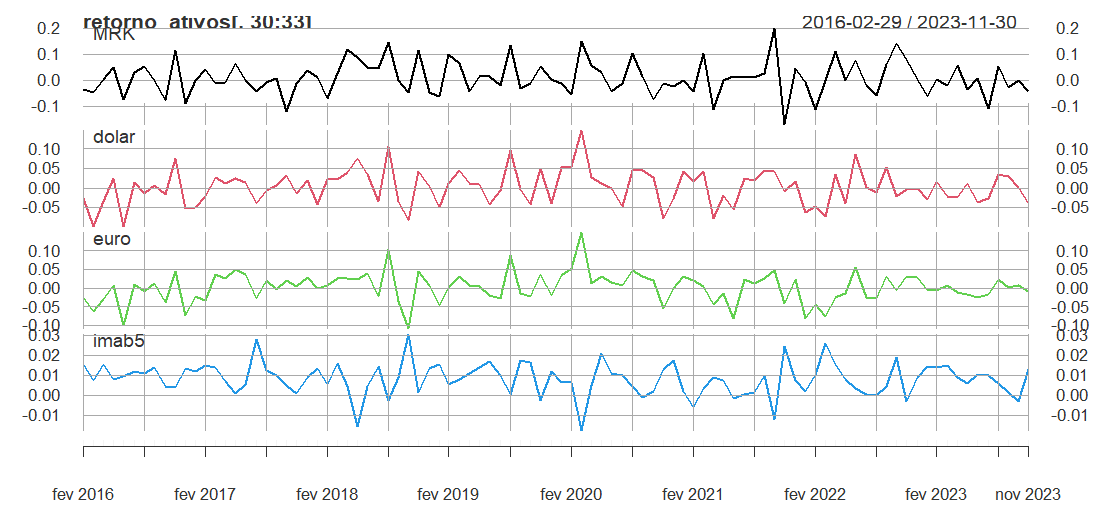 retorno_ativos[, 30:33] 2016-02-29 / 2023-11-30
0.2 MRK 0.2
0.1 0.1
0.0 0.0
-0.1 -0.1
dolar
0.10 0.10
0.05 0.05
0.00 0.00
-0.05 -0.05
euro
0.10 0.10
0.05 0.05
0.00 0.00
-0.05 -0.05
-0.10 -0.10
0.03 0.03
imab5
0.02 0.02
0.01 0.01
0.00 0.00
-0.01 -0.01
fev 2016 fev 2017 fev 2018 fev 2019 fev 2020 fev 2021 fev 2022 fev 2023 nov 2023